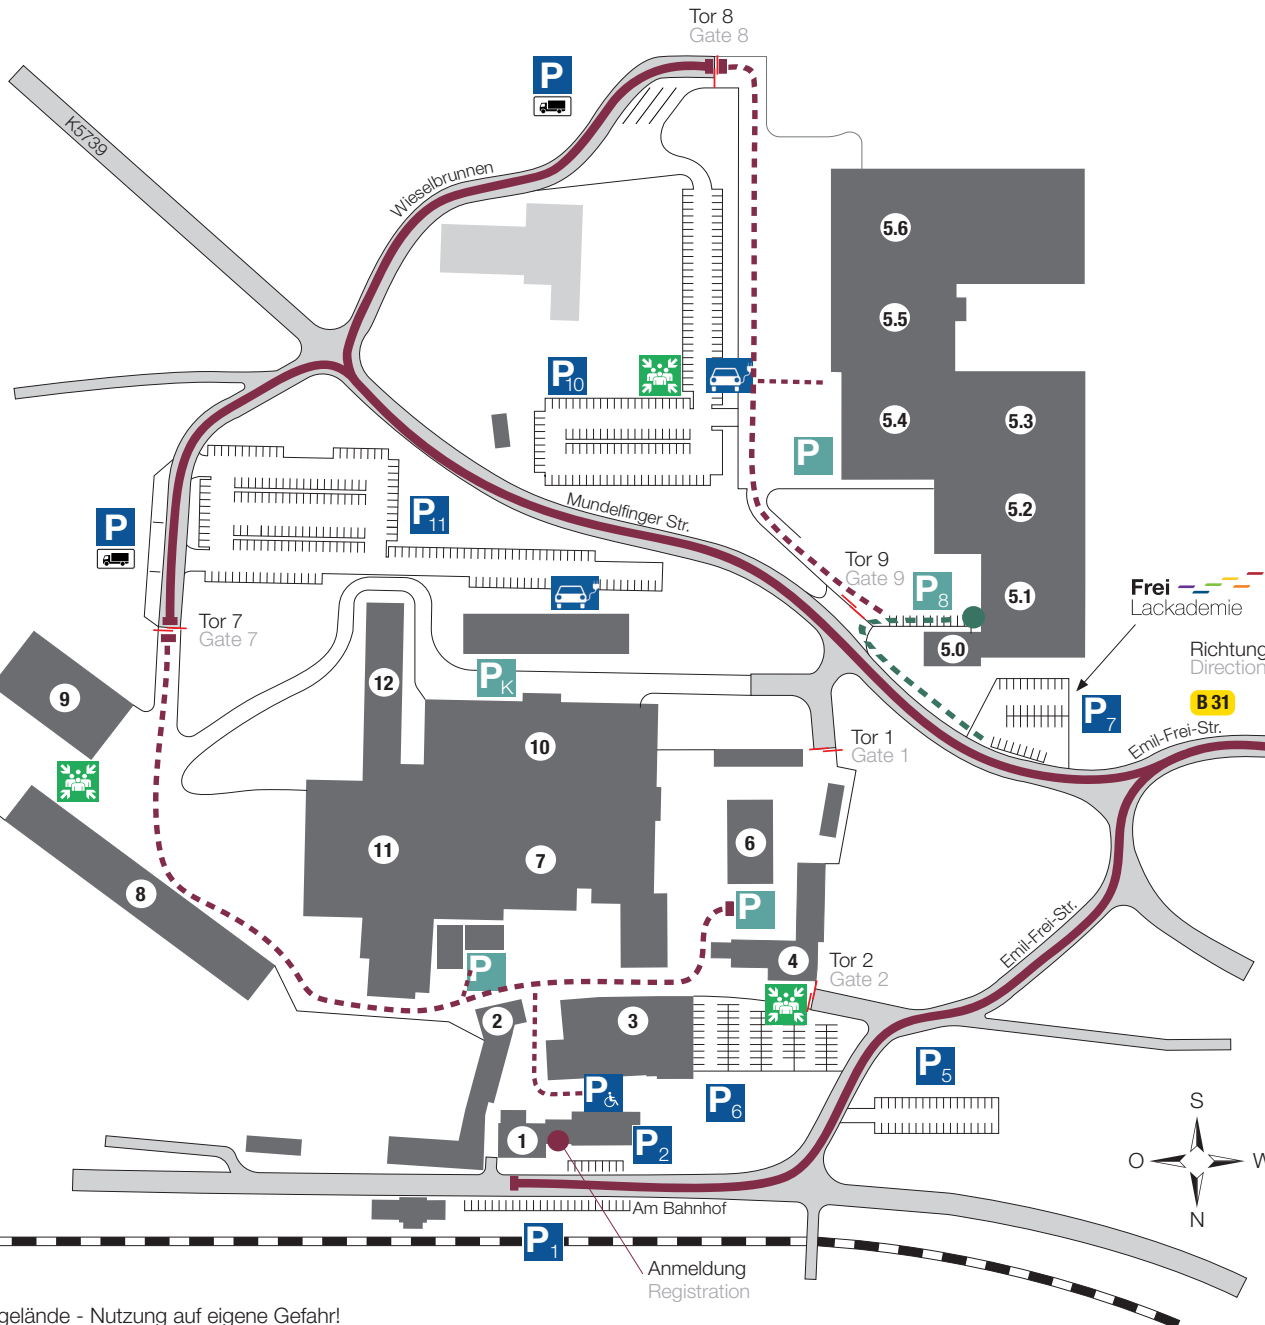 Tor 8
Gate 8
P
K5739
Wieselbrunnen
5.6
5.5
P10
5.4
5.3
P
P11
Mundelfinger Str.
5.2
P
Tor 9
Gate 9
P8
5.1
Frei
Lackademie
Tor 7
Gate 7
5.0
Richtung
Direction
12
PK
9
B 31
P7
Emil-Frei-Str.
10
Tor 1
Gate 1
6
11
7
8
P
Emil-Frei-Str.
4
Tor 2
Gate 2
P
2
3
P5
P
P6
S
1
P2
O
W
N
Am Bahnhof
P1
Anmeldung
Registration
gelände - Nutzung auf eigene Gefahr!